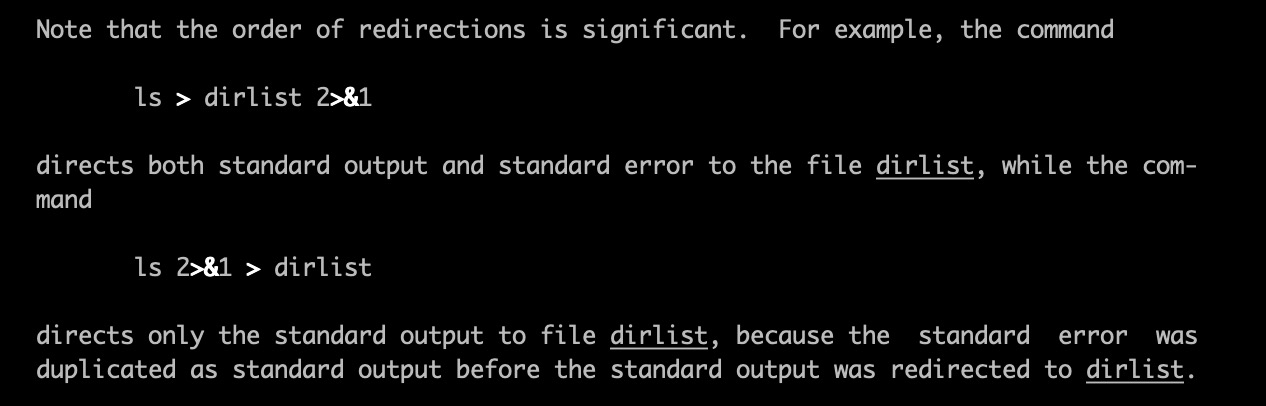 Note that the order of redirections is significant.  For example, the command
ls > dirlist 2>&1
directs both standard output and standard error to the file dirlist, while the com-
mand
ls 2>&1 > dirlist
directs only the standard output to file dirlist, because the  standard  error  was
duplicated as standard output before the standard output was redirected to dirlist.